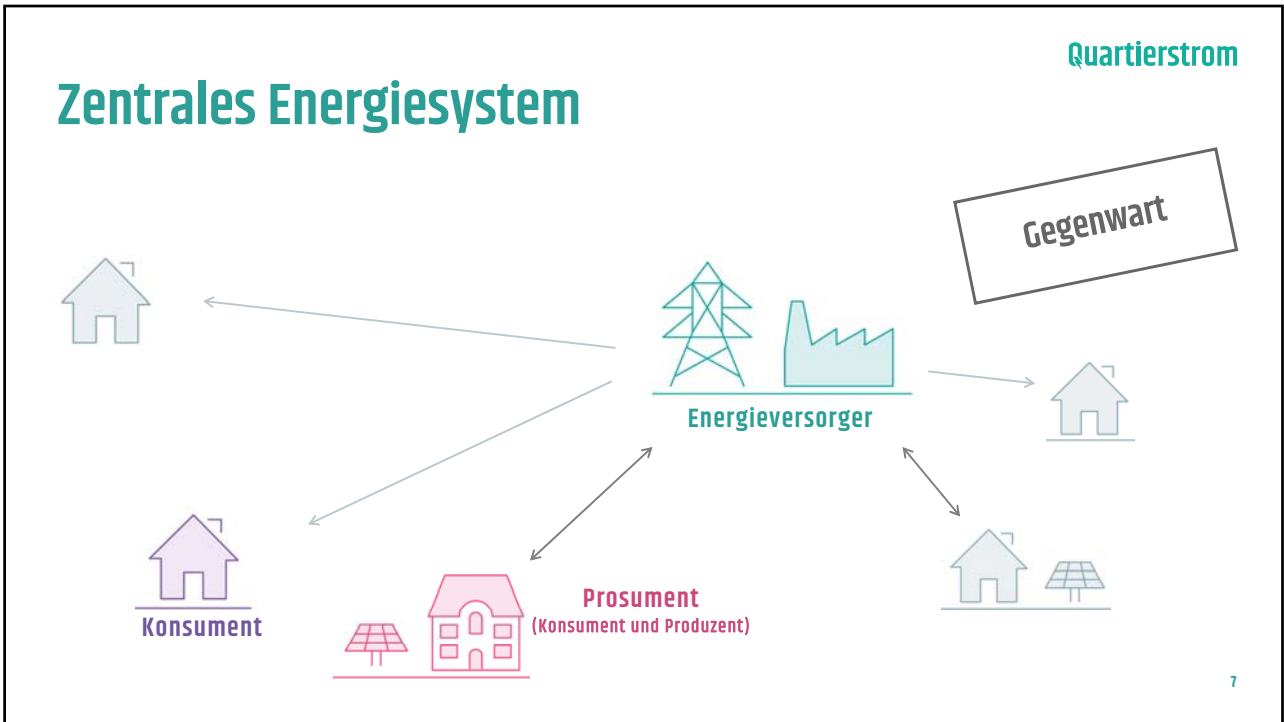 Quartierstrom
Zentrales Energiesystem
Gegenwart
Energieversorger
Konsument
Prosument
(Konsument und Produzent)
7